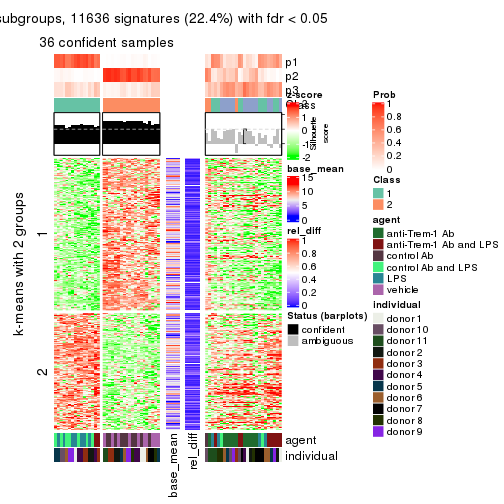 subgroups, 11636 signatures (22.4%) with fdr < 0.05
36 confident samples
p1
p2
p3
Class
z-score
2
1
0
-1
-2
Silhouette
score
base_mean
15
10
5
0
rel_diff
1
0.8
0.6
0.4
0.2
0
Status (barplots)
confident
ambiguous
Prob
1
0.8
0.6
0.4
0.2
0
Class
1
2
agent
anti-Trem-1 Ab
anti-Trem-1 Ab and LPS
control Ab
control Ab and LPS
LPS
vehicle
individual
donor 1
donor 10
donor 11
donor 2
donor 3
donor 4
donor 5
donor 6
donor 7
donor 8
donor 9
k-means with 2 groups
1
2
agent
individual
base_mean
rel_diff